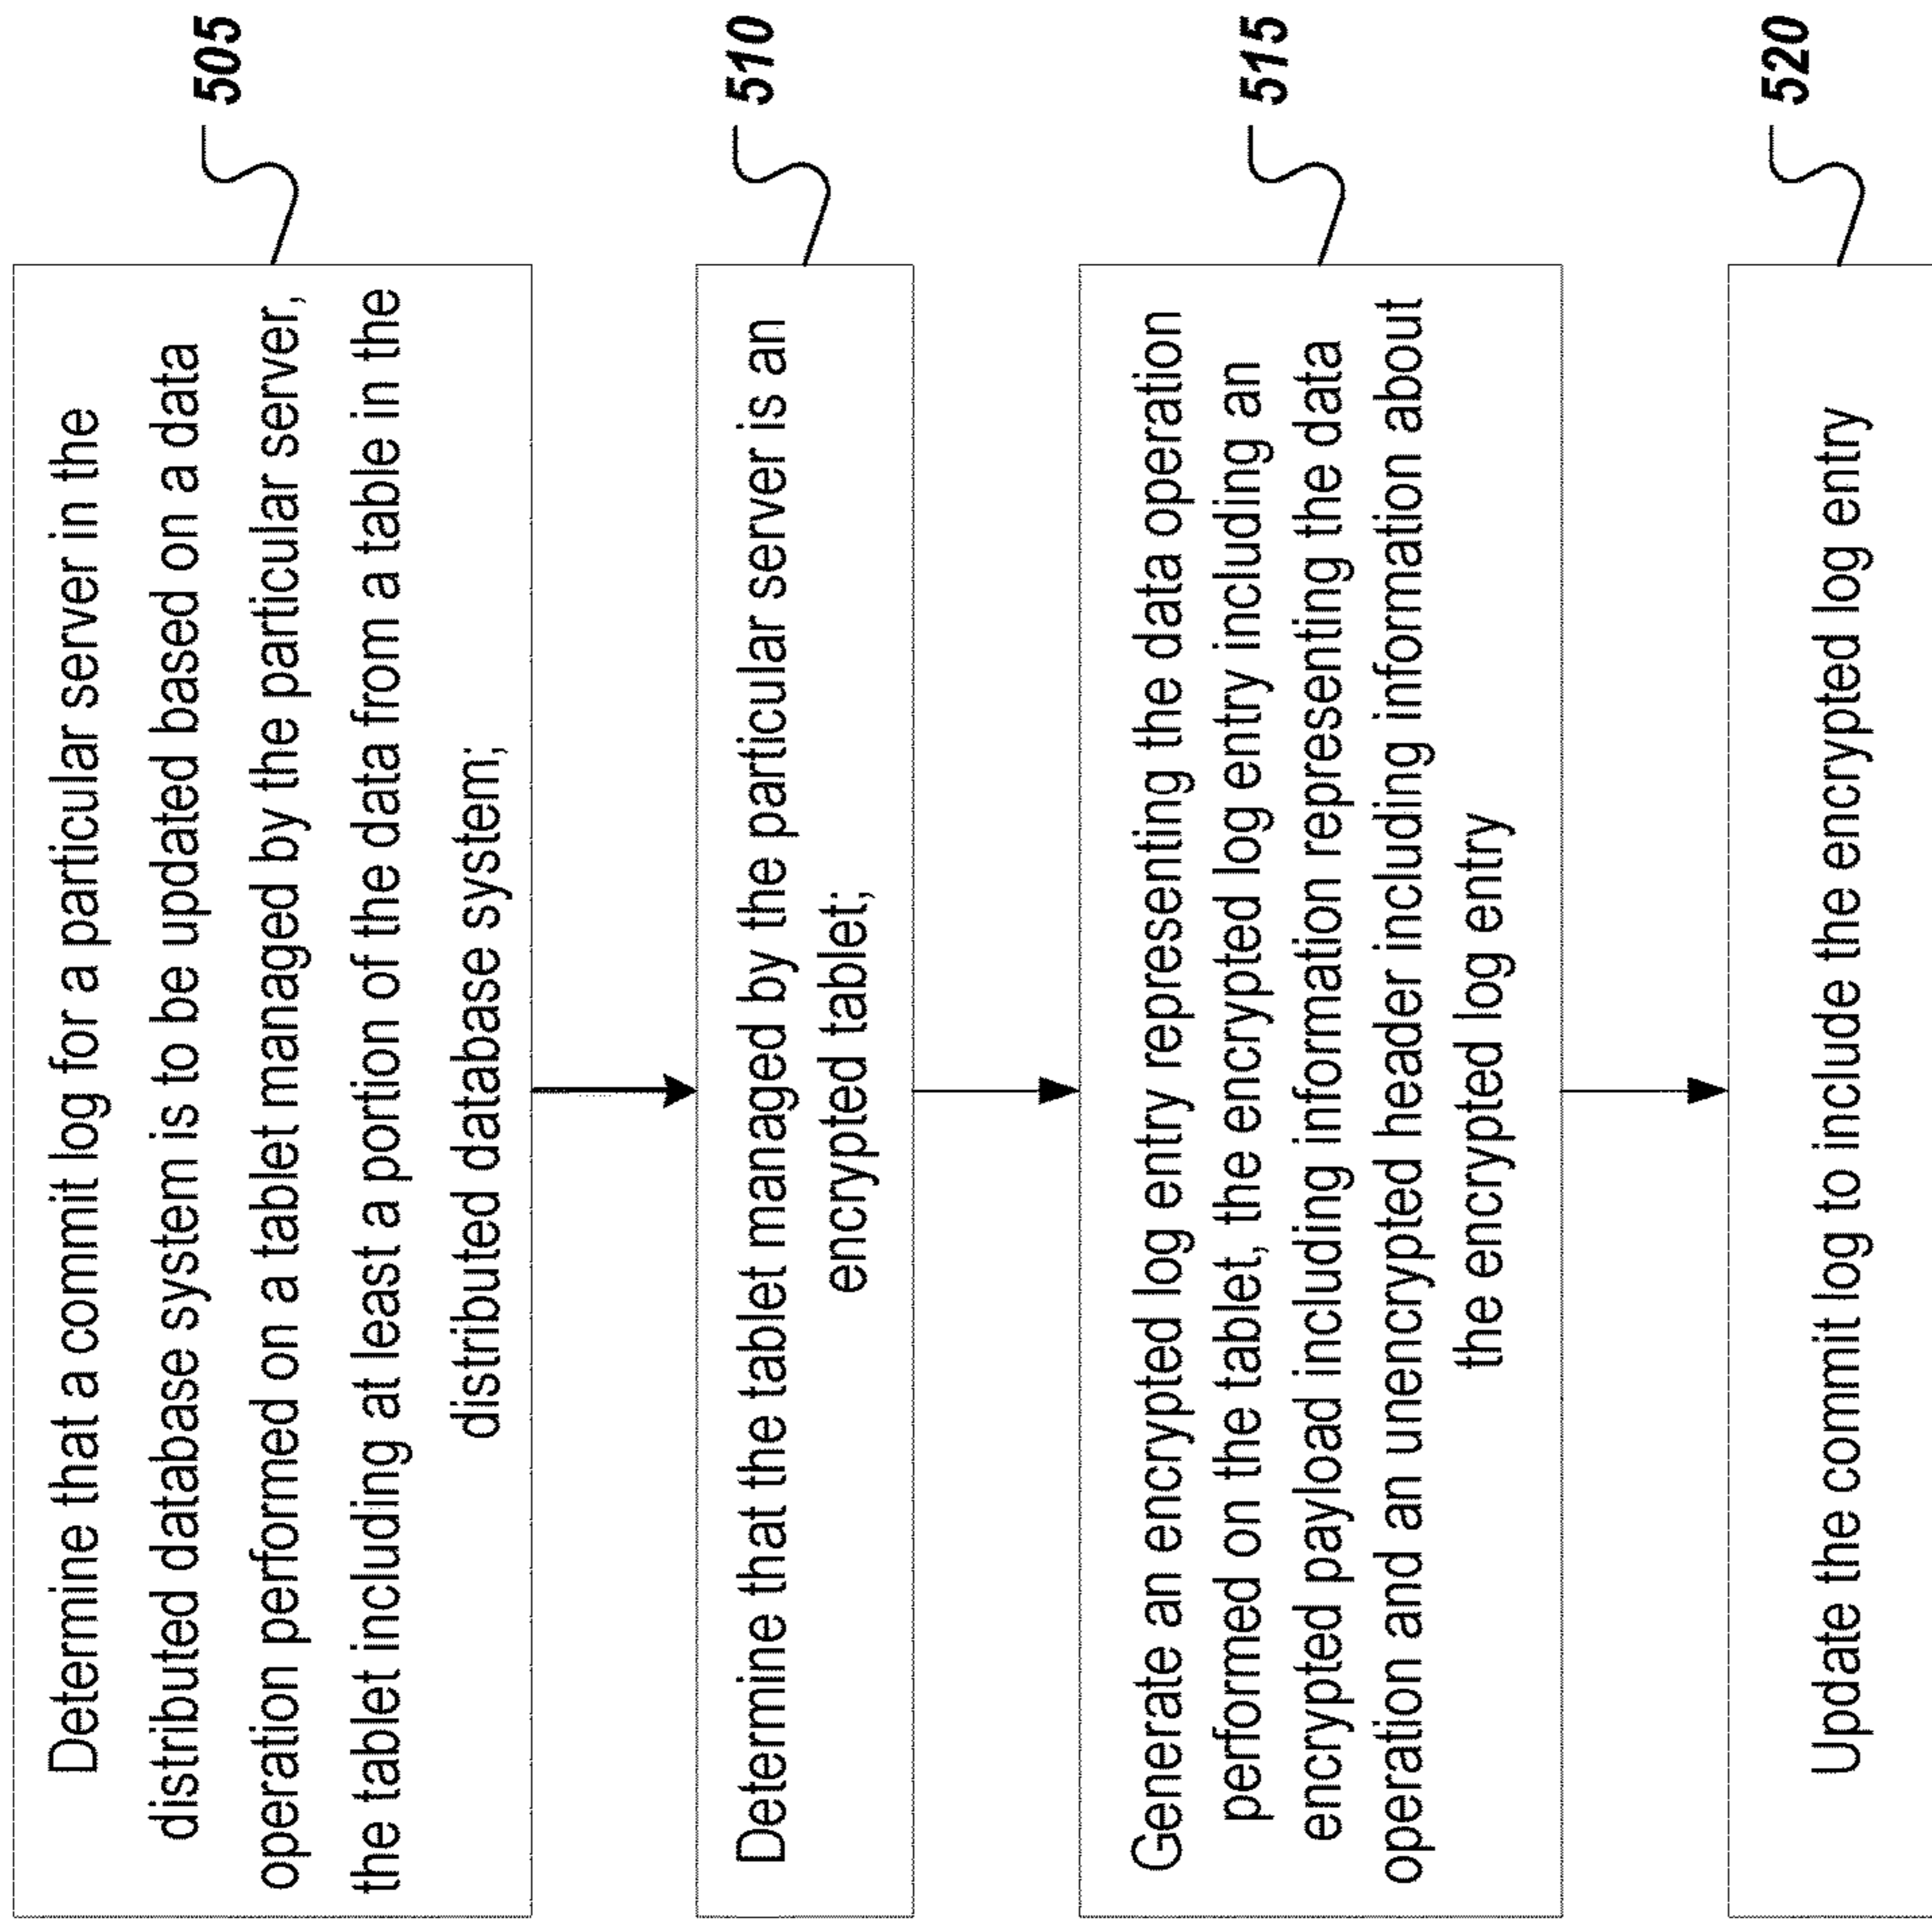 Determine that a commit log for a particular server in the
distributed database system is to be updated based on a data
operation performed on a tablet managed by the particular server,
the tablet including at least a portion of the data from a table in the
distributed database system;
505
Determine that the tablet managed by the particular server is an
encrypted tablet;
510
Generate an encrypted log entry representing the data operation
performed on the tablet, the encrypted log entry including an
encrypted payload including information representing the data
operation and an unencrypted header including information about
the encrypted log entry
515
Update the commit log to include the encrypted log entry
520